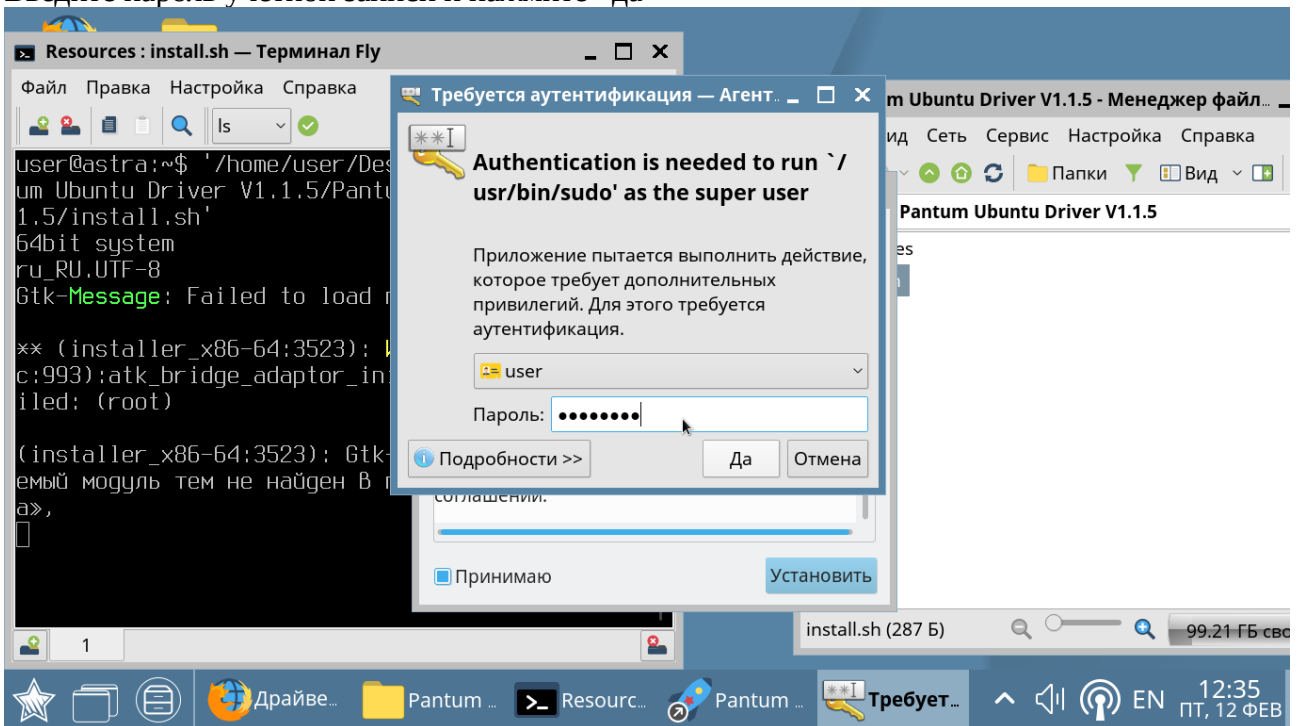 Введите пароль учетной записи и нажмите "да"
Resources : install.sh — Терминал Fly
Файл Правка Настройка Справка
ls
user@astra:~$ '/home/user/Des
um Ubuntu Driver V1.1.5/Pantu
1.5/install.sh'
64bit system
ru_RU.UTF-8
Gtk-Message: Failed to load
** (installer_x86-64:3523):
c:993):atk_bridge_adaptor_in
iled: (root)
(installer_x86-64:3523): Gtk-
емый модуль тем не найден В
а»,
1
Требуется аутентификация — Агент..
Authentication is needed to run `/
usr/bin/sudo' as the super user
Приложение пытается выполнить действие,
которое требует дополнительных
привилегий. Для этого требуется
аутентификация.
user
Пароль: ●●●●●●●●
Подробности >>
Да
Отмена
соглашении.
Принимаю
Установить
m Ubuntu Driver V1.1.5 - Менеджер файл...
ид Сеть Сервис Настройка Справка
Папки
Вид
Pantum Ubuntu Driver V1.1.5
es
install.sh (287 Б)
99.21 ГБ сво
Драйве...
Pantum ...
Resourc...
Pantum ...
Требует...
EN
12:35
ПТ, 12 ФЕВ